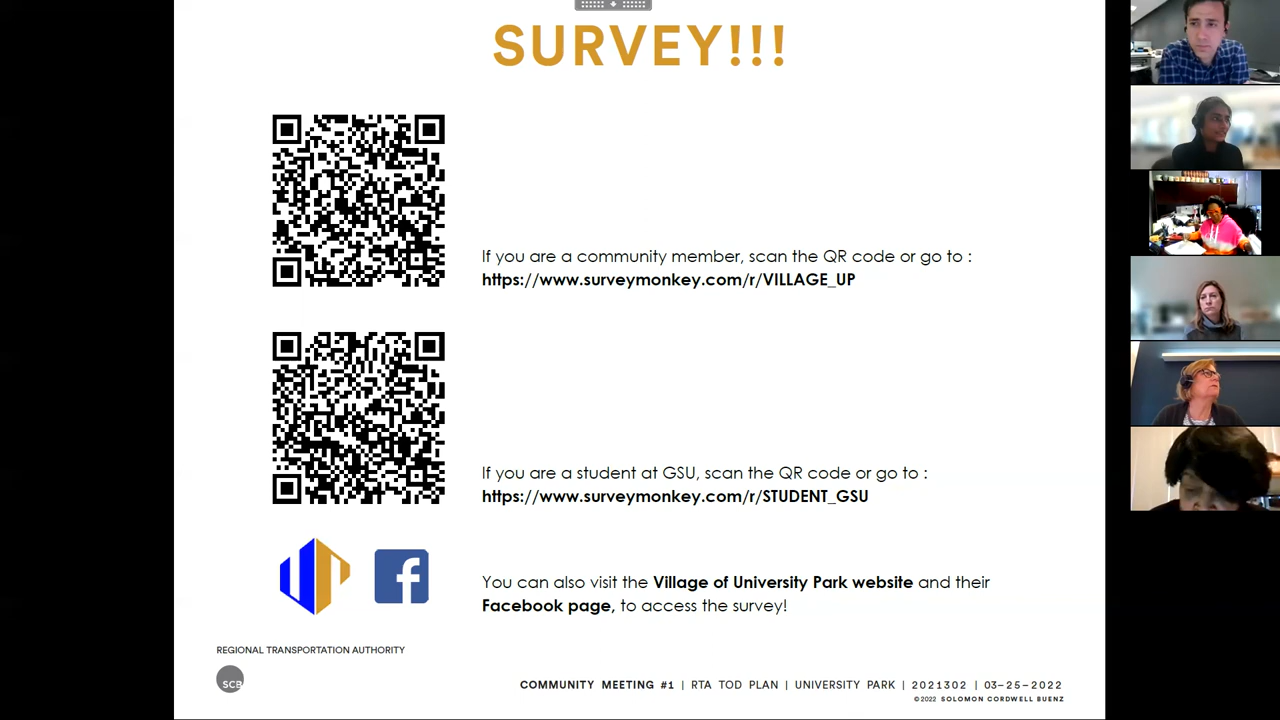 SURVEY!!!
If you are a community member, scan the QR code or go to :
https://www.surveymonkey.com/r/VILLAGE_UP
If you are a student at GSU, scan the QR code or go to :
https://www.surveymonkey.com/r/STUDENT_GSU
You can also visit the Village of University Park website and their
Facebook page, to access the survey!
REGIONAL TRANSPORTATION AUTHORITY
SCB
COMMUNITY MEETING #1 | RTA TOD PLAN | UNIVERSITY PARK | 2021302 | 03-25-2022
©2022 SOLOMON CORDWELL BUENZ